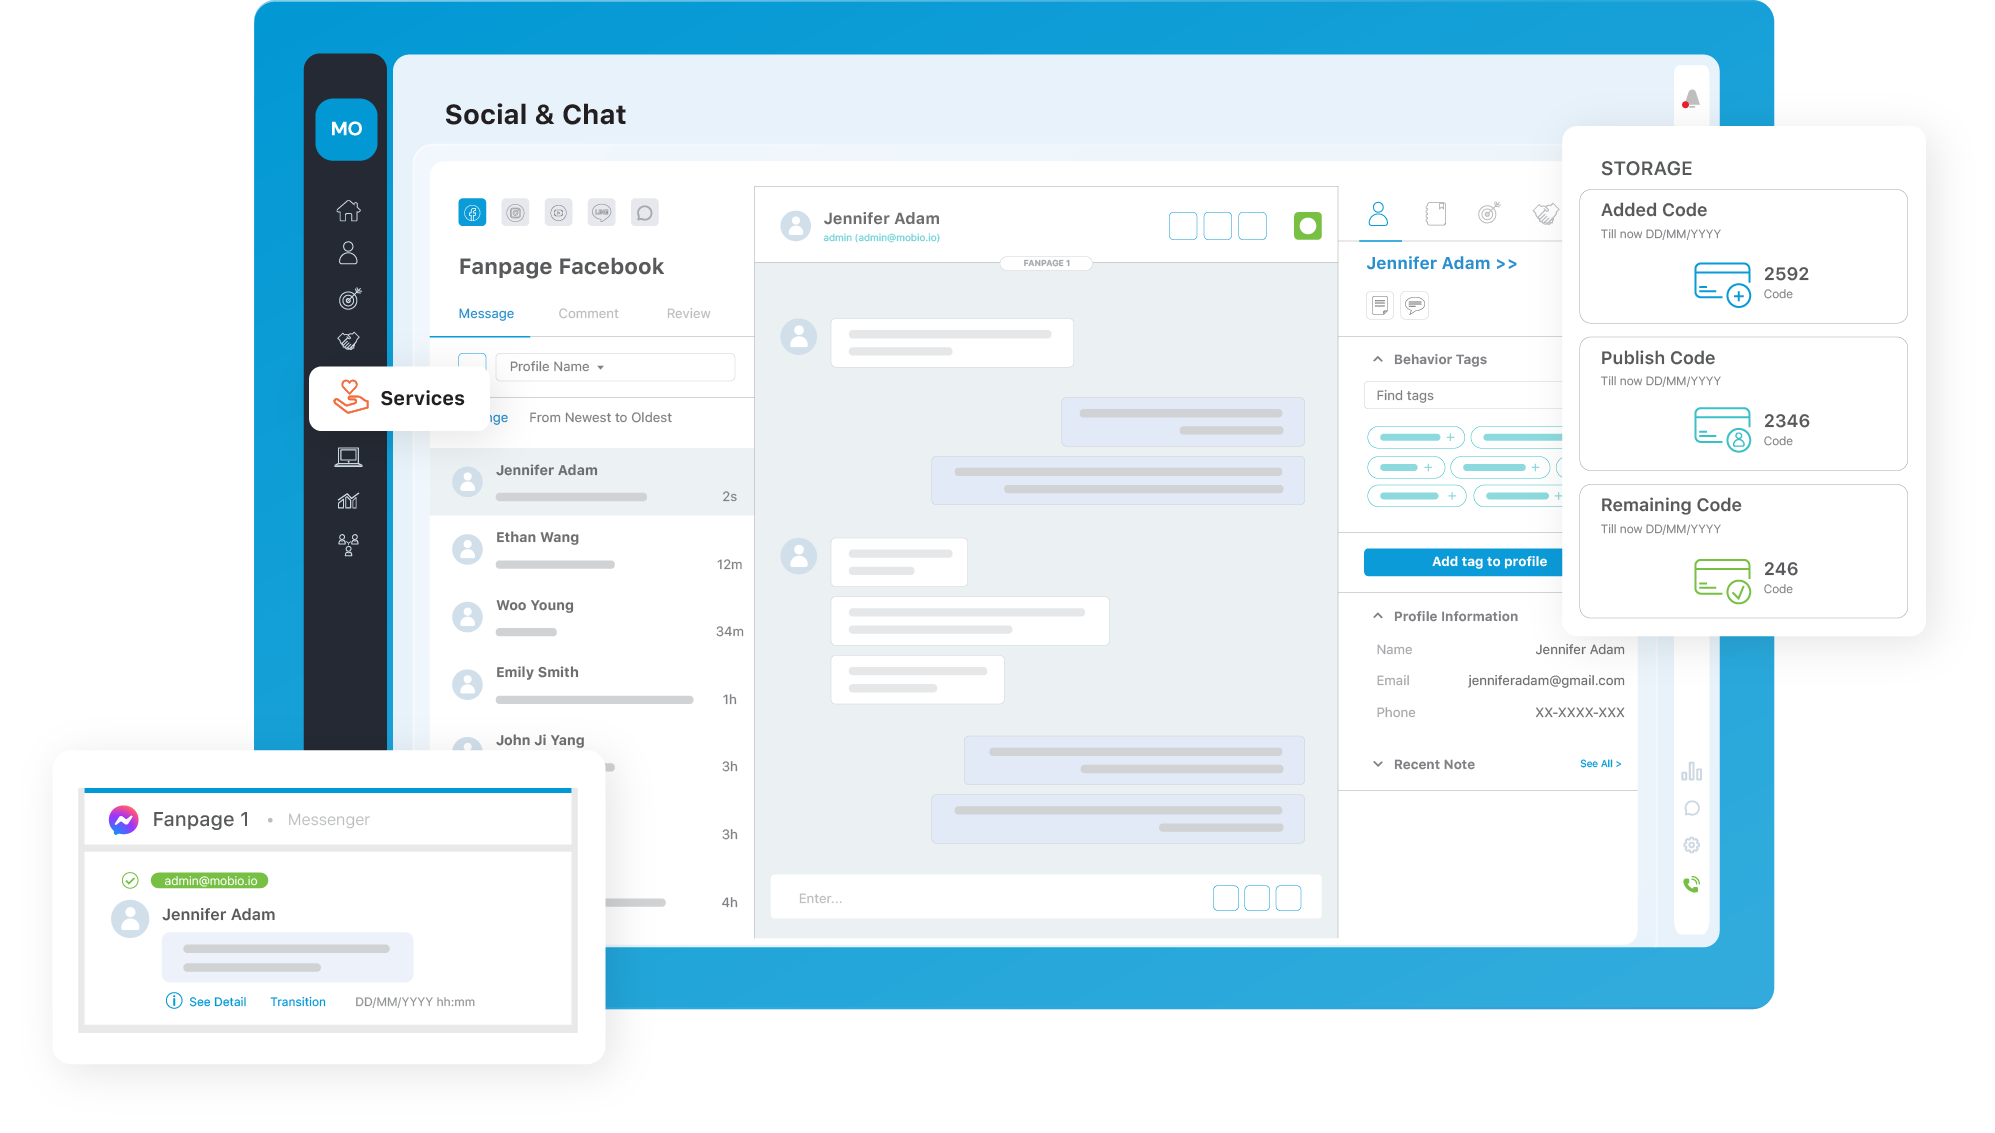 MO
Social & Chat
Fanpage Facebook
Message
Comment
Review
Profile Name
Services
nge
From Newest to Oldest
Jennifer Adam
2s
Ethan Wang
12m
Woo Young
34m
Emily Smith
1h
John Ji Yang
3h
3h
4h
Jennifer Adam
admin (admin@mobio.io)
FANPAGE 1
Enter...
LINE
Jennifer Adam >>
Behavior Tags
Find tags
Add tag to profile
Profile Information
Name
Jennifer Adam
Email
jenniferadam@gmail.com
Phone
XX-XXXX-XXX
Recent Note
See All >
STORAGE
Added Code
Till now DD/MM/YYYY
2592
Code
Publish Code
Till now DD/MM/YYYY
2346
Code
Remaining Code
Till now DD/MM/YYYY
246
Code
Fanpage 1 • Messenger
admin@mobio.io
Jennifer Adam
See Detail
Transition
DD/MM/YYYY hh:mm